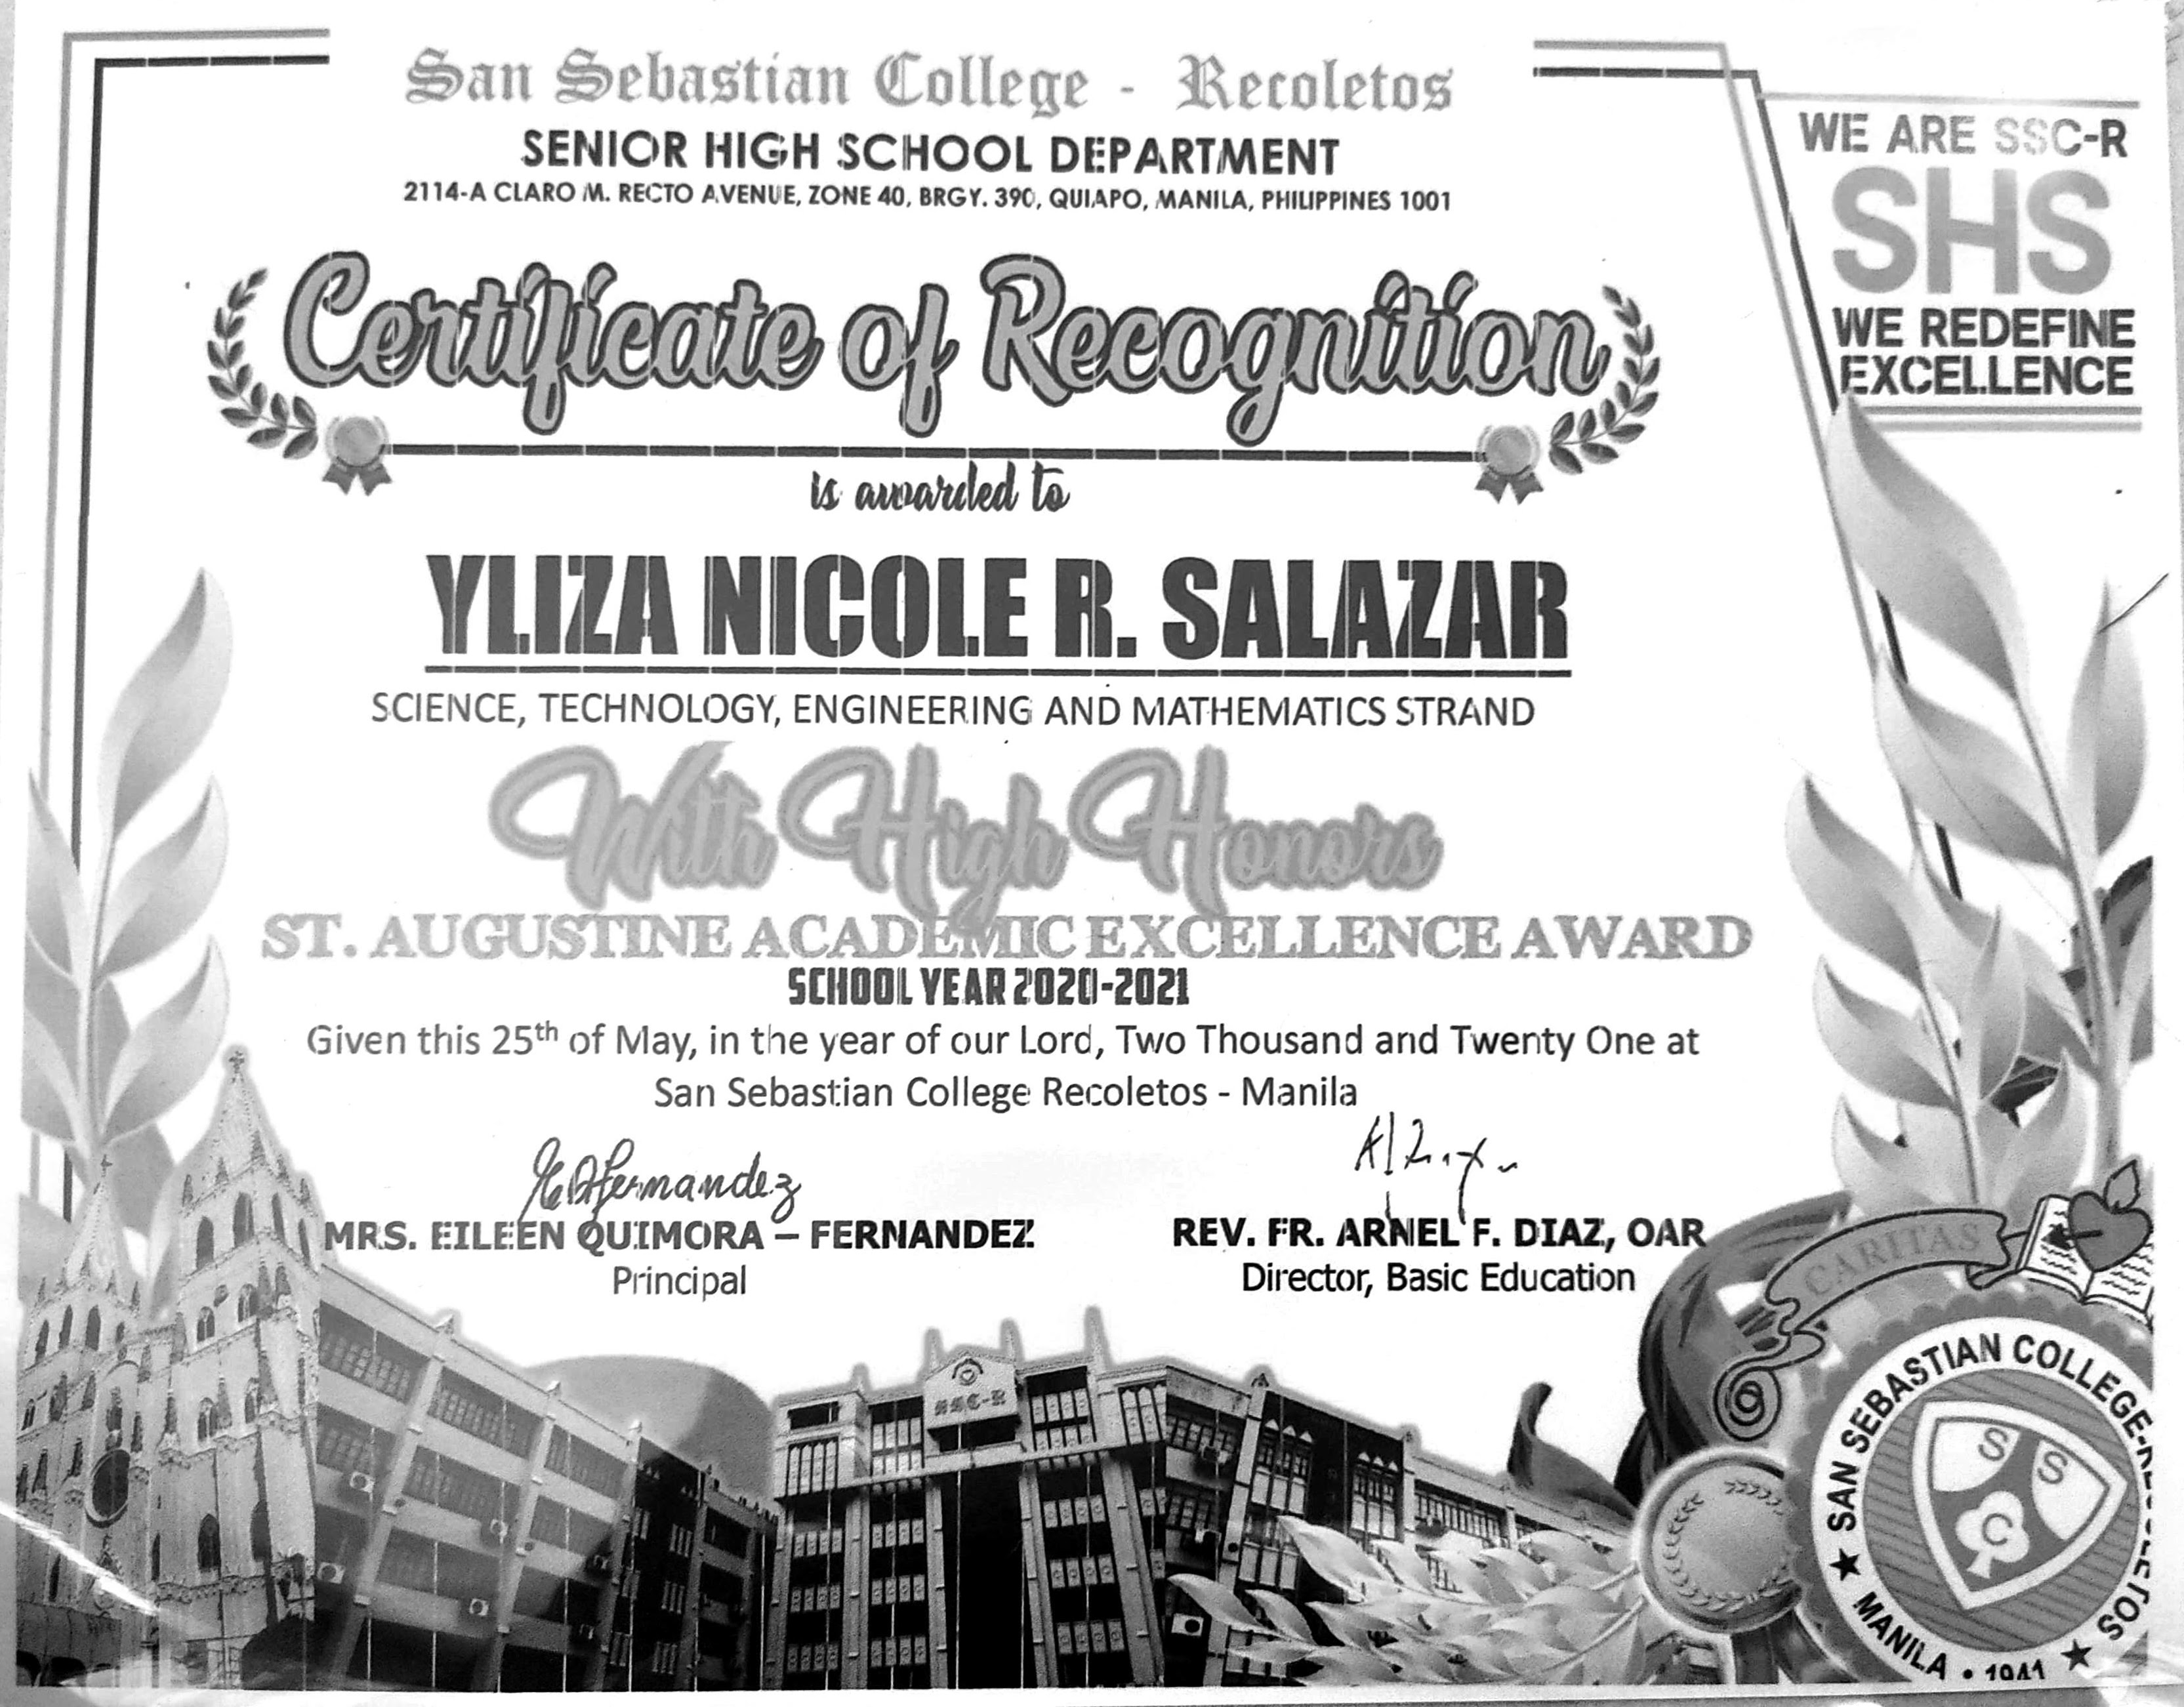 San Sebastian College - Recoletos
SENIOR HIGH SCHOOL DEPARTMENT
2114-A CLARO M. RECTO AVENUE, ZONE 40, BRGY. 390, QUIAPO, MANILA, PHILIPPINES 1001
WE ARE SSC-R
SHS
WE REDEFINE
EXCELLENCE
Certificate of Recognition
is awarded to
YLIZA NICOLE R. SALAZAR
SCIENCE, TECHNOLOGY, ENGINEERING AND MATHEMATICS STRAND
With High Honors
ST. AUGUSTINE ACADEMIC EXCELLENCE AWARD
SCHOOL YEAR 2020-2021
Given this 25th of May, in the year of our Lord, Two Thousand and Twenty One at
San Sebastian College Recoletos - Manila
MRS. EILEEN QUIMORA – FERNANDEZ
Principal
REV. FR. ARNEL F. DIAZ, OAR
Director, Basic Education
CARITAS
SSC-R
SAN SEBASTIAN COLLEGE-RECOLETOS
S S
C
MANILA • 1941